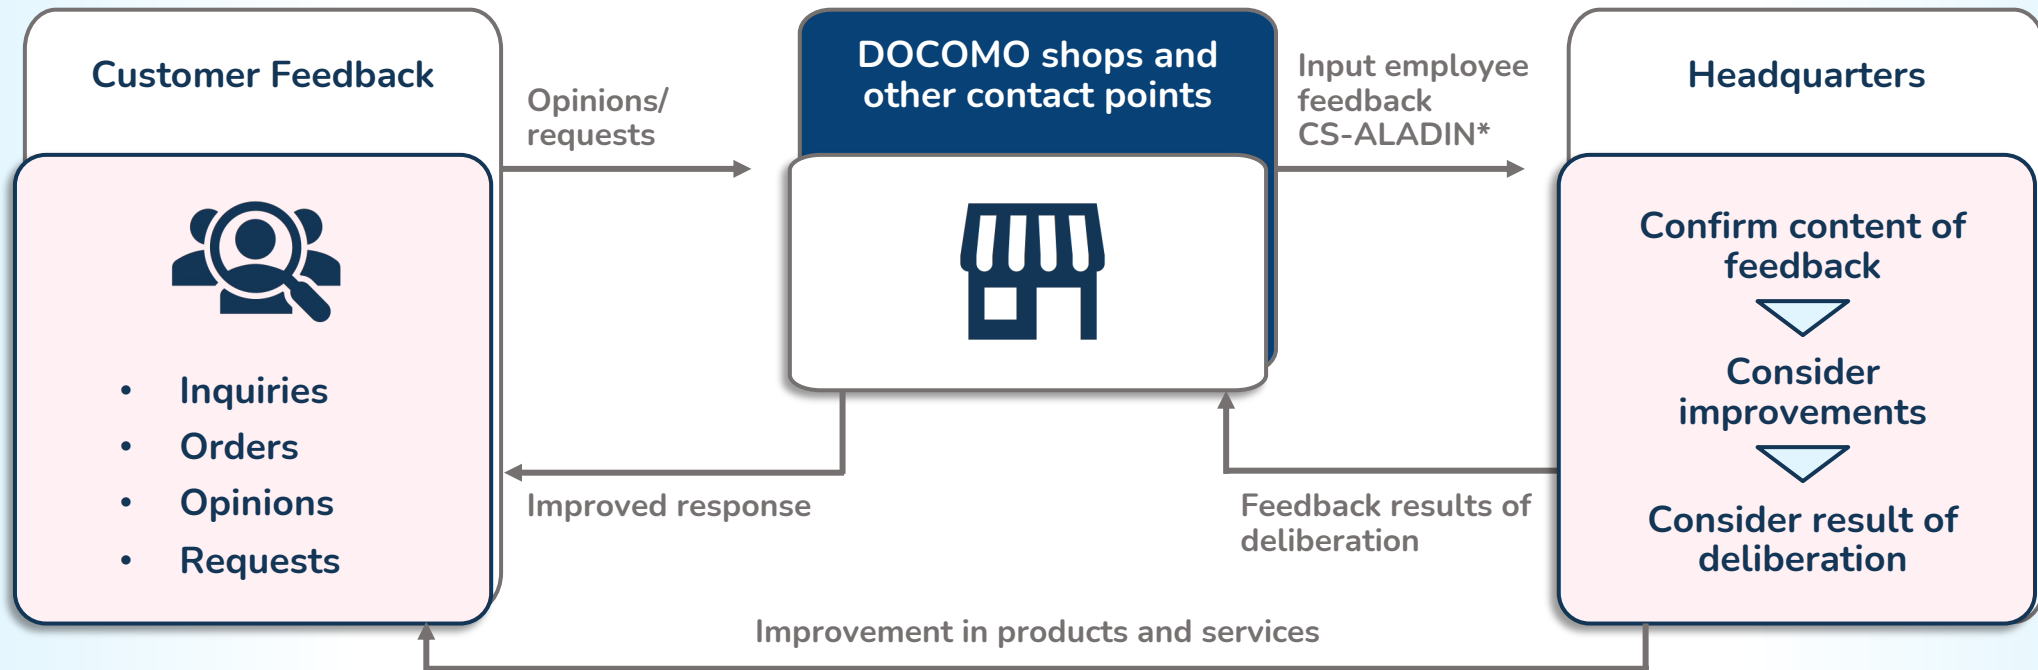 Customer Feedback
• Inquiries
• Orders
• Opinions
• Requests
Opinions/
requests
DOCOMO shops and
other contact points
Input employee
feedback
CS-ALADIN*
Headquarters
Confirm content of
feedback
Consider
improvements
Consider result of
deliberation
Improved response
Feedback results of
deliberation
Improvement in products and services